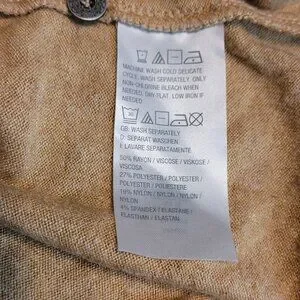 MACHINE WASH COLD DELICATE
CYCLE. WASH SEPARATELY. ONLY
NON-CHLORINE BLEACH WHEN
NEEDED. DRY FLAT. LOW IRON IF
NEEDED.
30
GB: WASH SEPARATELY
D: SEPARAT WASCHEN
I: LAVARE SEPARATAMENTE
50% RAYON / VISCOSE / VISKOSE /
VISCOSA
27% POLYESTER / POLYESTER /
POLYESTER / POLIESTERE
19% NYLON / NYLON / NYLON /
NYLON
4% SPANDEX / ELASTANE /
ELASTHAN / ELASTAN